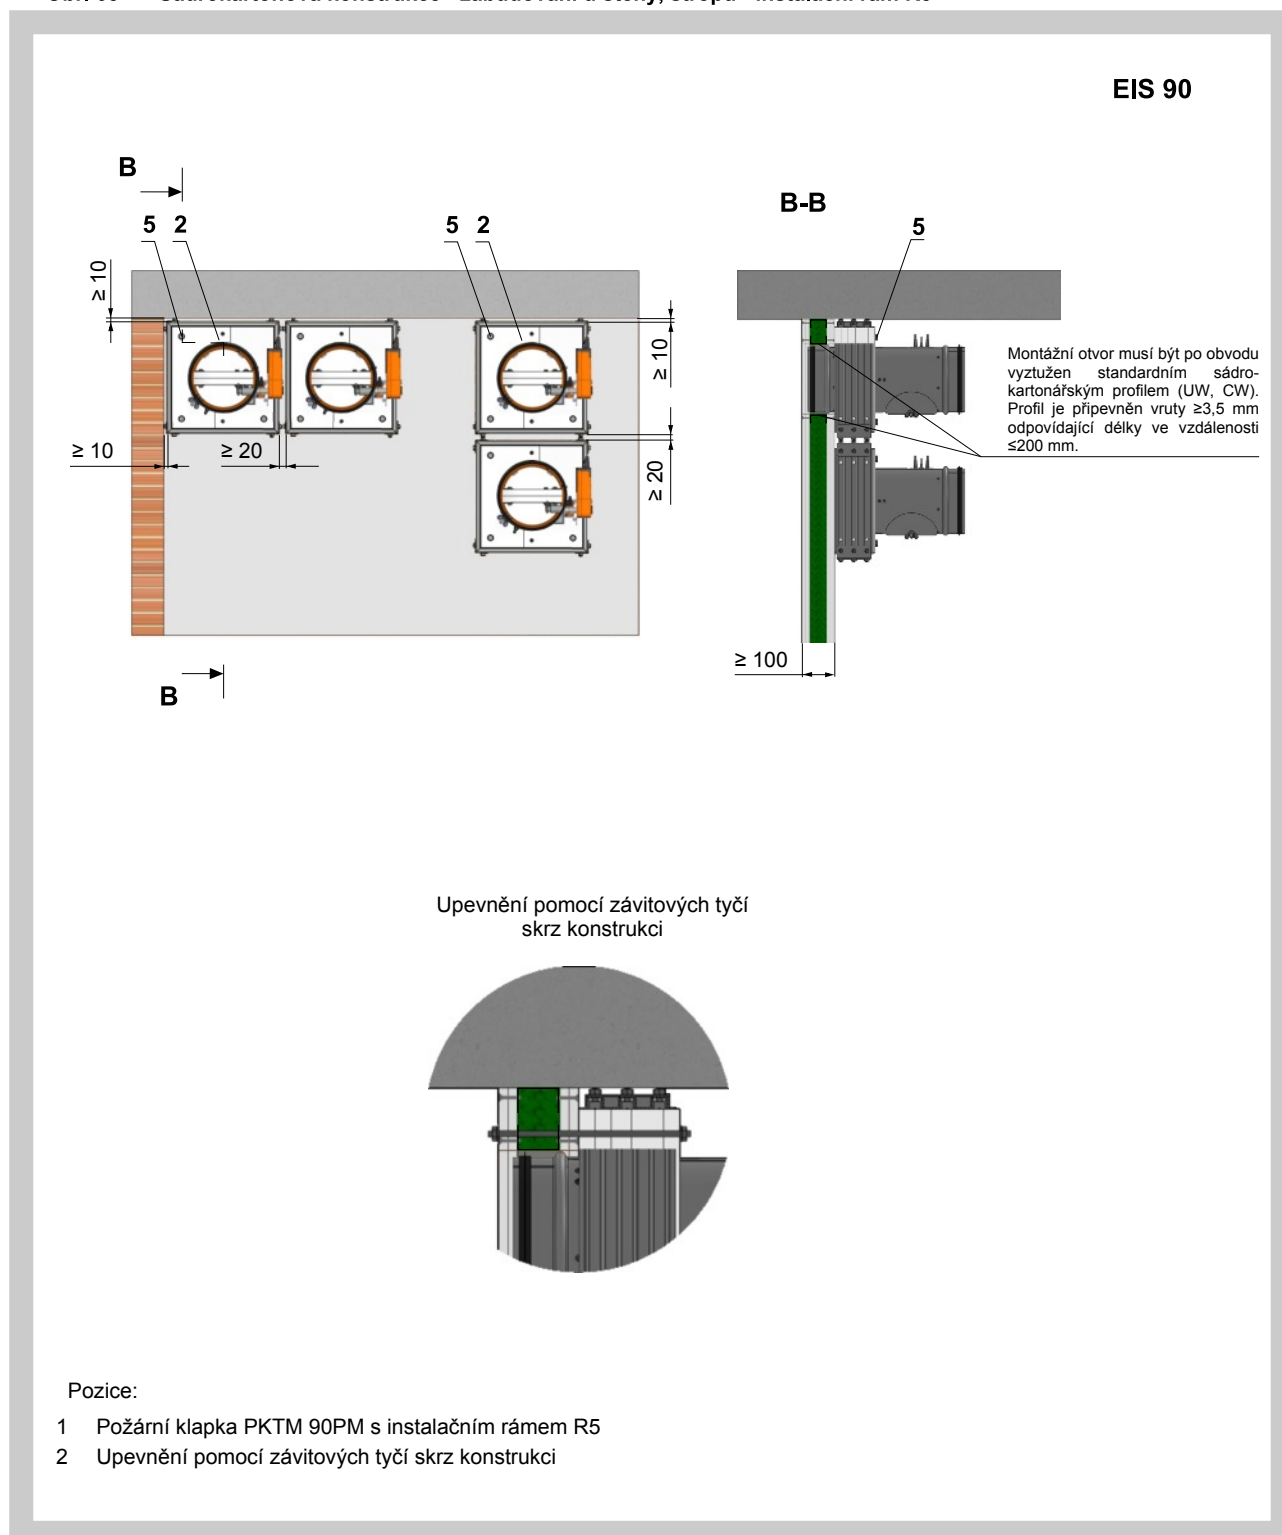 EIS 90
B
B-B
5 2
5 2
5
≥ 10
≥ 10
≥ 10
≥ 20
≥ 20
Montážní otvor musí být po obvodu
vyztužen standardním sádro-
kartonářským profilem (UW, CW).
Profil je připevněn vruty ≥3,5 mm
odpovídající délky ve vzdálenosti
≤200 mm.
≥ 100
B
Upevnění pomocí závitových tyčí
skrz konstrukci
Pozice:
1 Požární klapka PKTM 90PM s instalačním rámem R5
2 Upevnění pomocí závitových tyčí skrz konstrukci